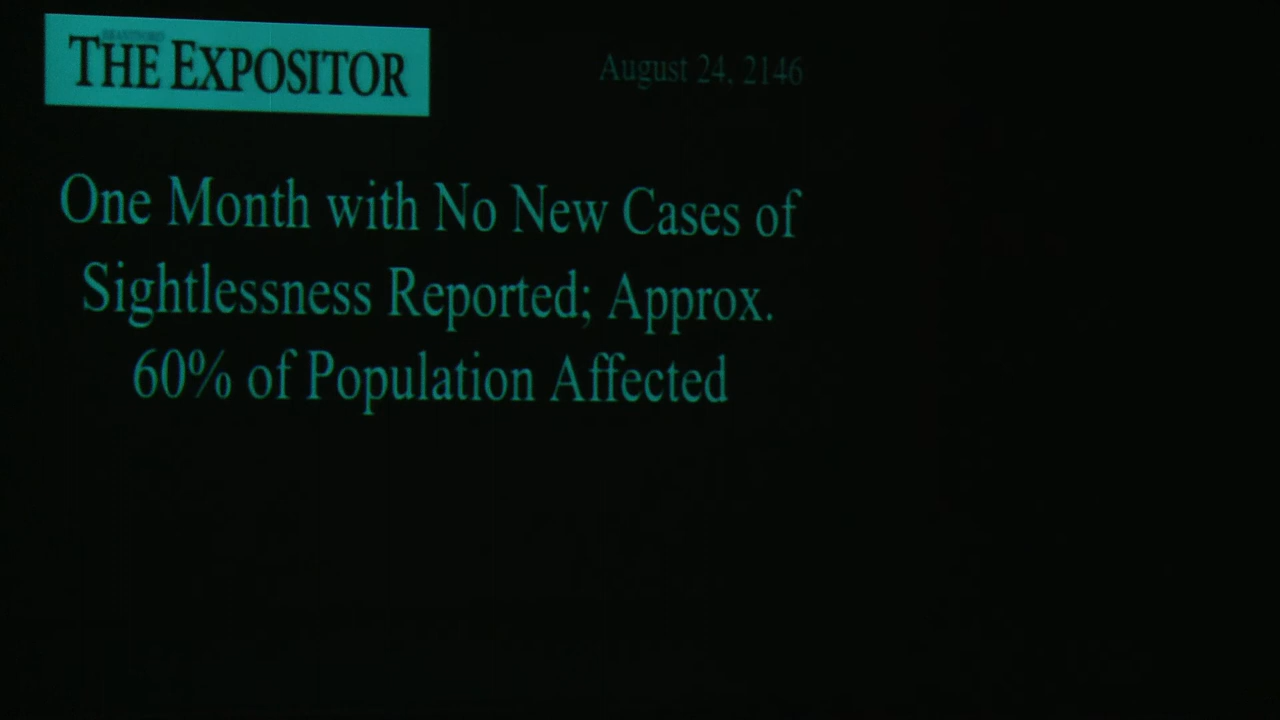 THE EXPOSITOR
August 24, 2146
One Month with No New Cases of
Sightlessness Reported; Approx.
60% of Population Affected